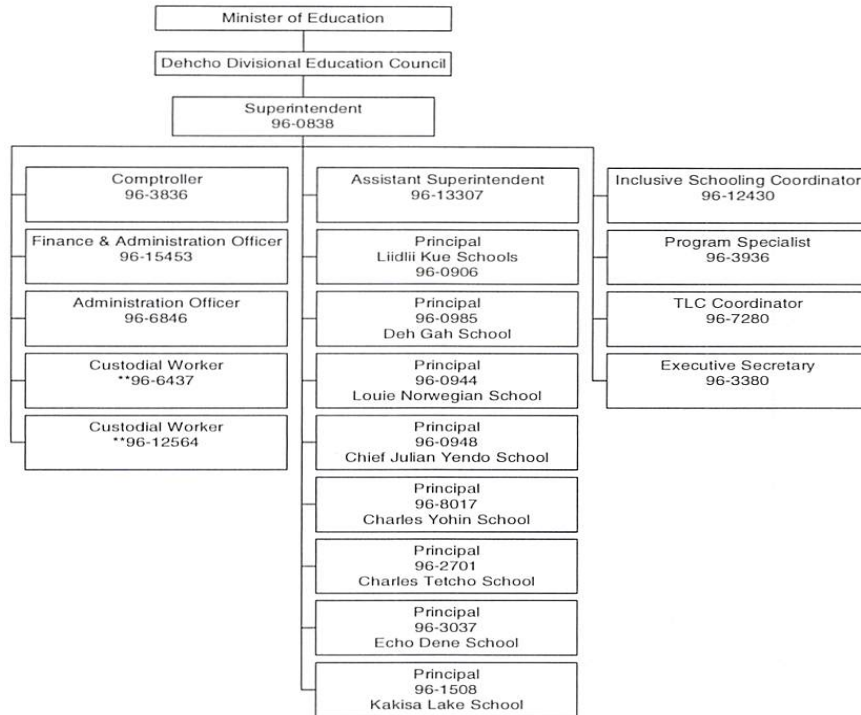 Minister of Education
Dehcho Divisional Education Council
Superintendent
96-0838
Comptroller
96-3836
Finance & Administration Officer
96-15453
Administration Officer
96-6846
Custodial Worker
**96-6437
Custodial Worker
**96-12564
Assistant Superintendent
96-13307
Principal
Liidlii Kue Schools
96-0906
Principal
96-0985
Deh Gah School
Principal
96-0944
Louie Norwegian School
Principal
96-0948
Chief Julian Yendo School
Principal
96-8017
Charles Yohin School
Principal
96-2701
Charles Tetcho School
Principal
96-3037
Echo Dene School
Principal
96-1508
Kakisa Lake School
Inclusive Schooling Coordinator
96-12430
Program Specialist
96-3936
TLC Coordinator
96-7280
Executive Secretary
96-3380